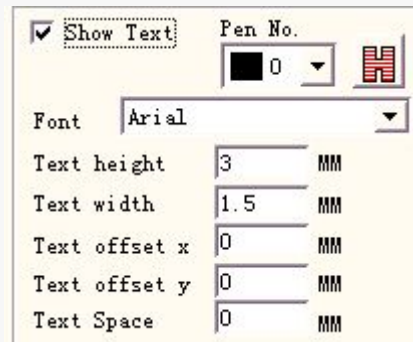 Show Text Pen No.
0
Font Arial
Text height 3 MM
Text width 1.5 MM
Text offset x 0 MM
Text offset y 0 MM
Text Space 0 MM